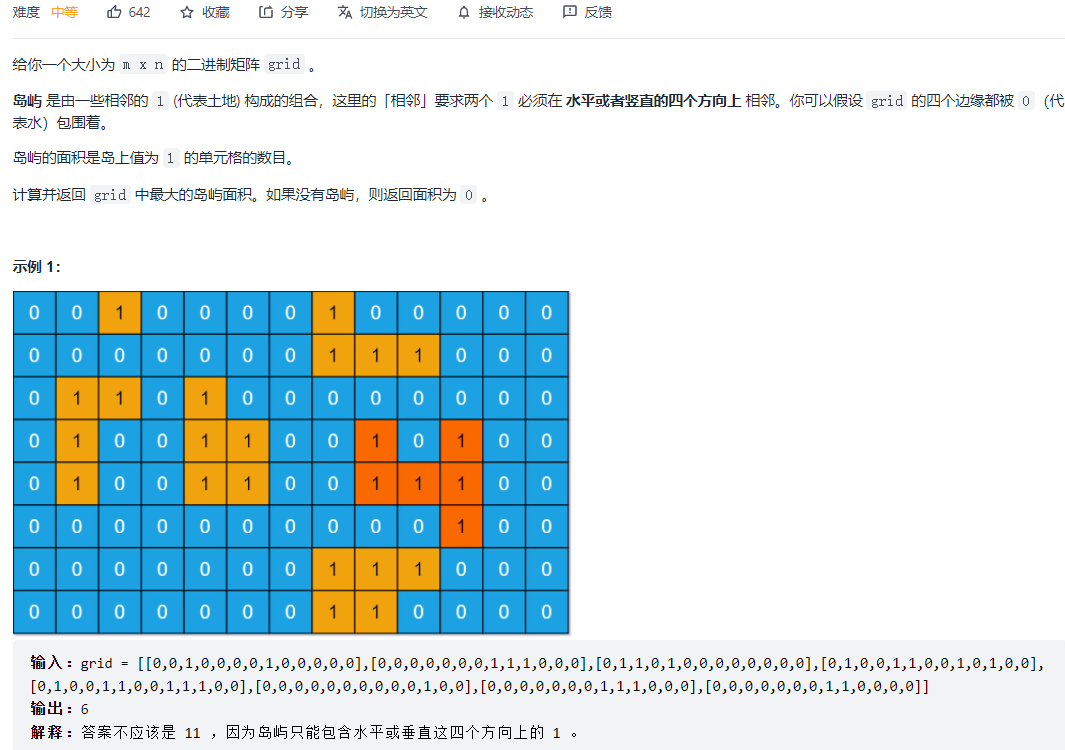 难度 中等 642 收藏 分享 切换为英文 接收动态 反馈
给你一个大小为 m x n 的二进制矩阵 grid 。
岛屿 是由一些相邻的 1 (代表土地) 构成的组合，这里的「相邻」要求两个 1 必须在 水平或者竖直的四个方向上 相邻。你可以假设 grid 的四个边缘都被 0 （代
表水）包围着。
岛屿的面积是岛上值为 1 的单元格的数目。
计算并返回 grid 中最大的岛屿面积。如果没有岛屿，则返回面积为 0 。
示例 1:
0 0 1 0 0 0 0 1 0 0 0 0 0
0 0 0 0 0 0 0 1 1 1 0 0 0
0 1 1 0 1 0 0 0 0 0 0 0 0
0 1 0 0 1 1 0 0 1 0 1 0 0
0 1 0 0 1 1 0 0 1 1 1 0 0
0 0 0 0 0 0 0 0 0 0 1 0 0
0 0 0 0 0 0 0 1 1 1 0 0 0
0 0 0 0 0 0 0 1 1 0 0 0 0
输入：grid = [[0,0,1,0,0,0,0,1,0,0,0,0,0],[0,0,0,0,0,0,0,1,1,1,0,0,0],[0,1,1,0,1,0,0,0,0,0,0,0,0],[0,1,0,0,1,1,0,0,1,0,1,0,0],
[0,1,0,0,1,1,0,0,1,1,1,0,0],[0,0,0,0,0,0,0,0,0,0,1,0,0],[0,0,0,0,0,0,0,1,1,1,0,0,0],[0,0,0,0,0,0,0,1,1,0,0,0,0]]
输出：6
解释：答案不应该是 11 ，因为岛屿只能包含水平或垂直这四个方向上的 1 。